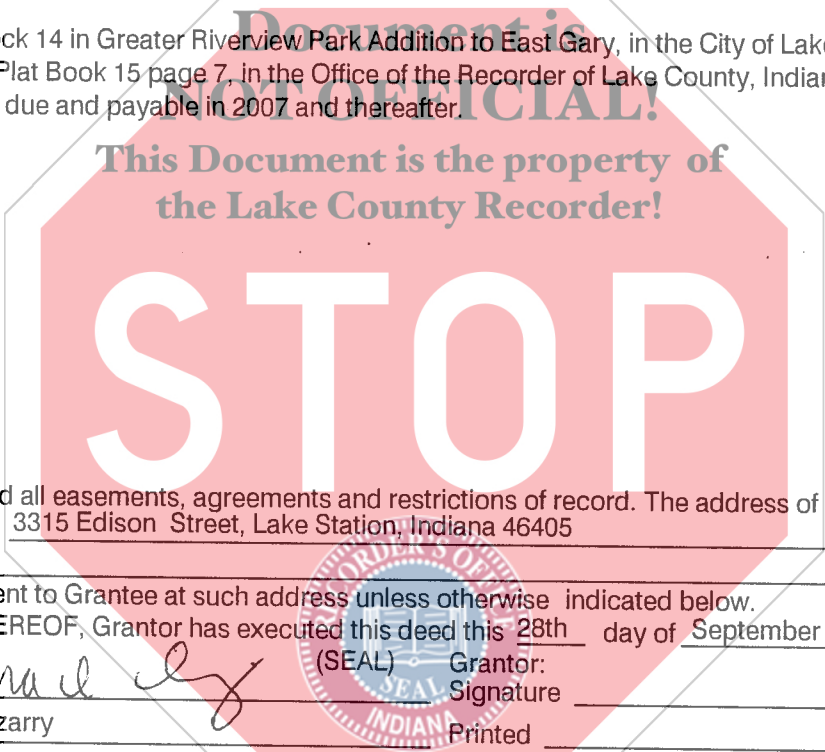 Document is
ck 14 in Greater Riverview Park Addition to East Gary, in the City of Lake
Plat Book 15 page 7, in the Office of the Recorder of Lake County, Indian
due and payable in 2007 and thereafter.
NOT OFFICIAL!
This Document is the property of
the Lake County Recorder!
STOP
d all easements, agreements and restrictions of record. The address of
3315 Edison Street, Lake Station, Indiana 46405
ent to Grantee at such address unless otherwise indicated below.
EREOF, Grantor has executed this deed this 28th day of September
(SEAL) Grantor:
Signature
zarry
Printed
RECORDER'S OFFICE
SEAL
INDIANA